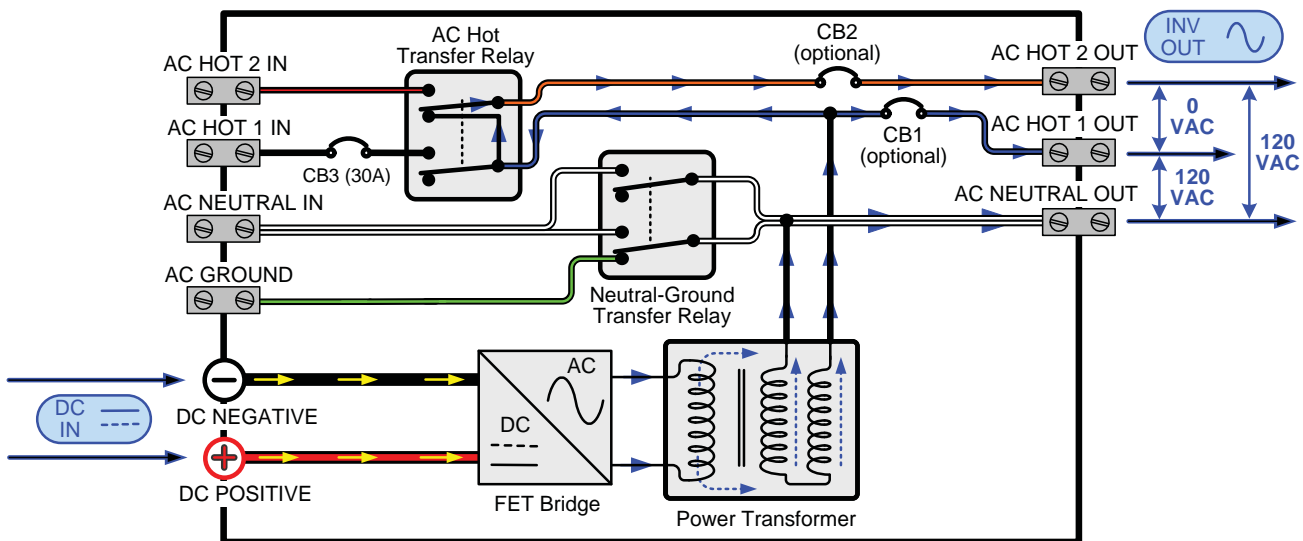 AC Hot
Transfer Relay
CB2
(optional)
INV
OUT
AC HOT 2 IN
AC HOT 2 OUT
AC HOT 1 IN
CB3 (30A)
CB1
(optional)
AC HOT 1 OUT
0
VAC
120
VAC
120
VAC
AC NEUTRAL IN
AC NEUTRAL OUT
AC GROUND
Neutral-Ground
Transfer Relay
DC NEGATIVE
DC
IN
DC POSITIVE
AC
DC
FET Bridge
Power Transformer